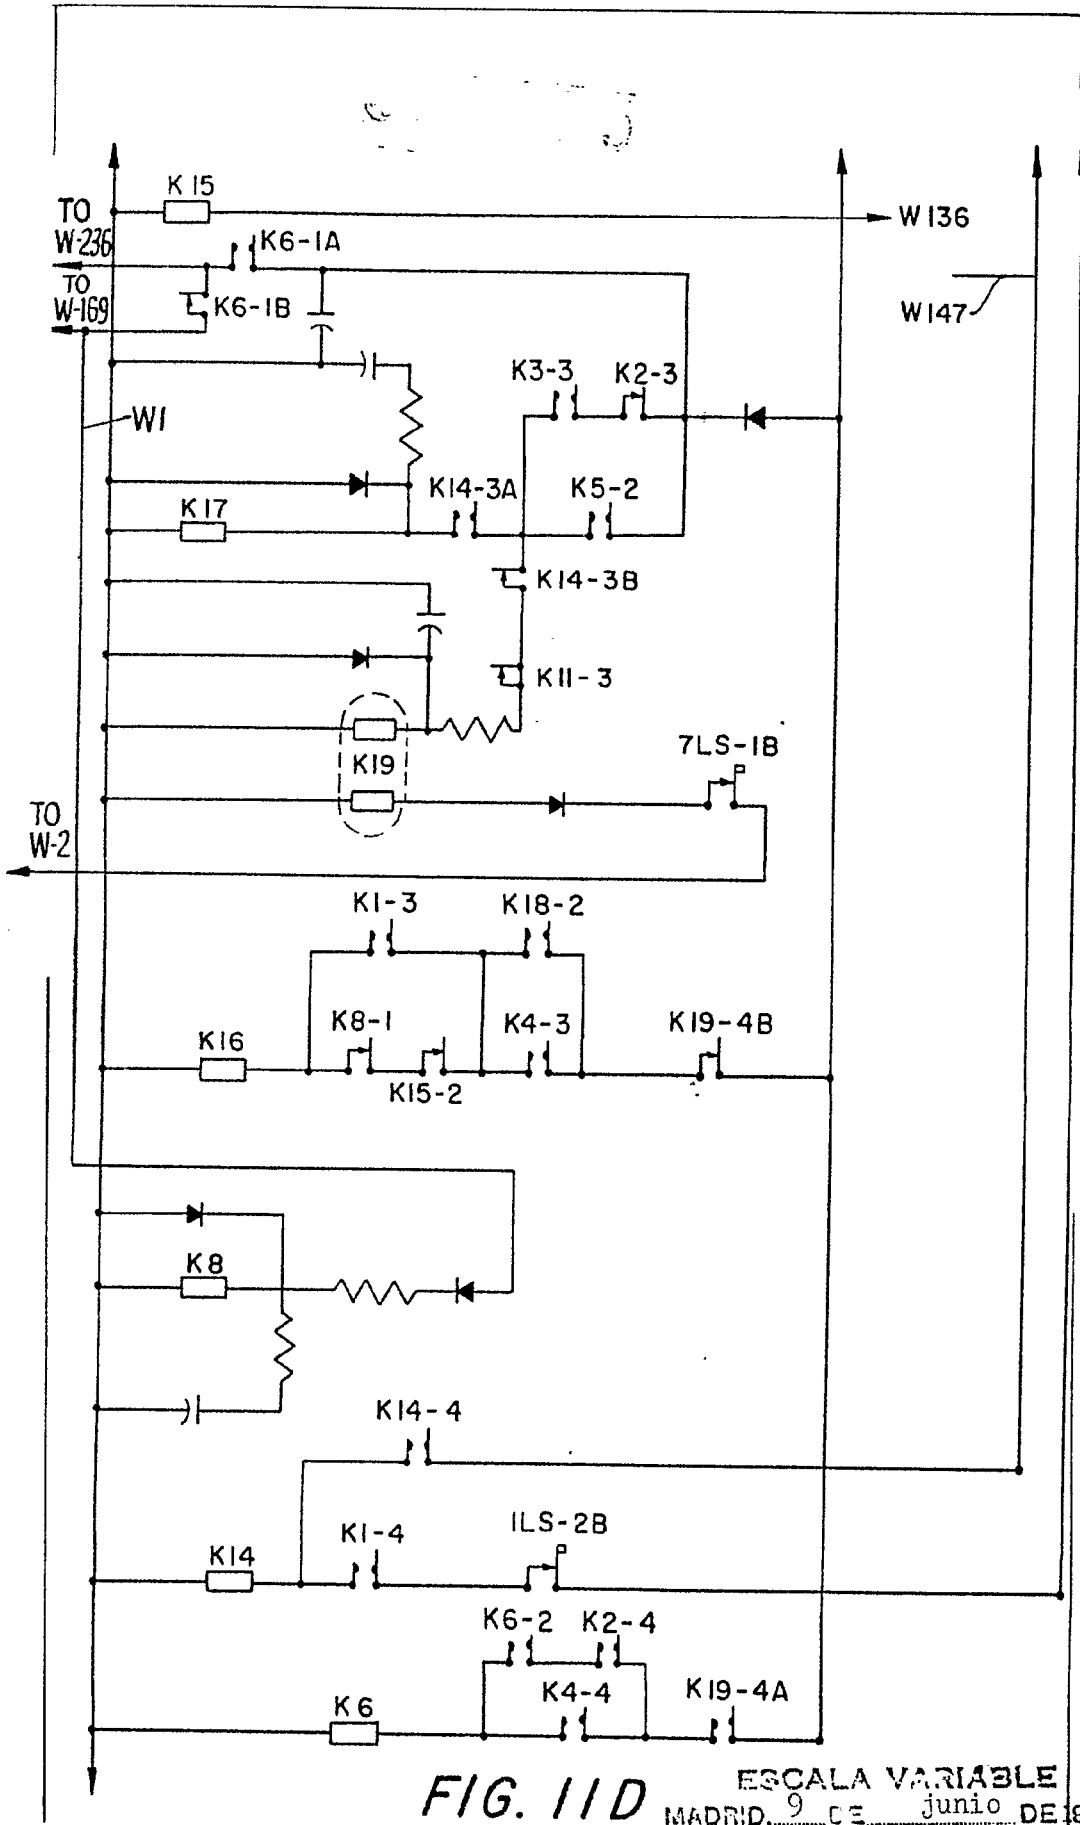 K15
TO
W-236
W136
K6-1A
TO
W-169
K6-1B
W147
W1
K3-3
K2-3
K14-3A
K5-2
K17
K14-3B
K11-3
K19
7LS-1B
TO
W-2
K1-3
K18-2
K16
K8-1
K4-3
K19-4B
K15-2
K8
K14-4
1LS-2B
K1-4
K14
K6-2
K2-4
K4-4
K19-4A
K6
FIG. 11D
ESCALA VARIABLE
MADRID, 9 DE junio DE